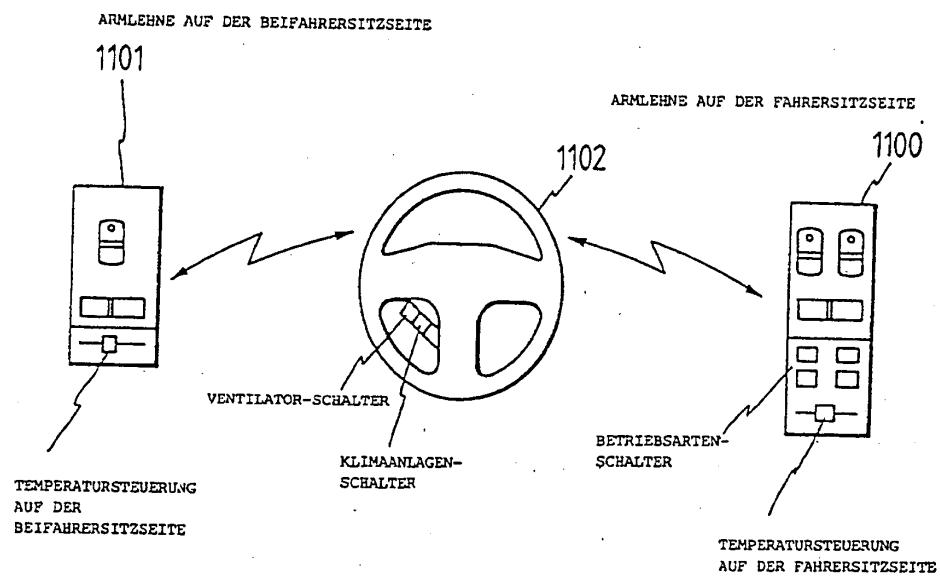 ARMLEHNE AUF DER BEIFAHRERSITZSEITE
1101
ARMLEHNE AUF DER FAHRERSITZSEITE
1100
1102
VENTILATOR-SCHALTER
KLIMAANLAGEN-
SCHALTER
BETRIEBSARTEN-
SCHALTER
TEMPERATURSTEUERUNG
AUF DER
BEIFAHRERSITZSEITE
TEMPERATURSTEUERUNG
AUF DER FAHRERSITZSEITE